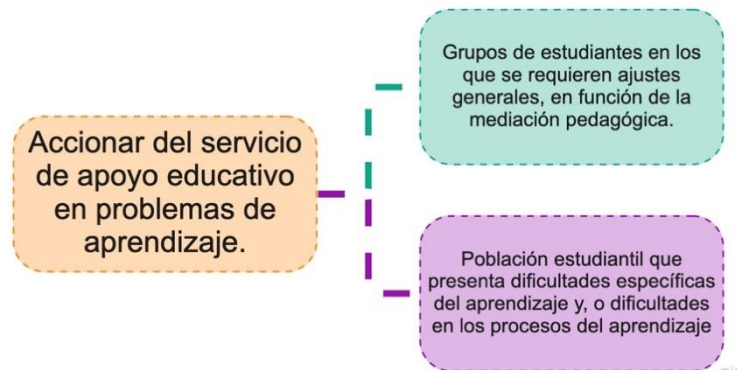 Accionar del servicio
de apoyo educativo
en problemas de
aprendizaje.
Grupos de estudiantes en los
que se requieren ajustes
generales, en función de la
mediación pedagógica.
Población estudiantil que
presenta dificultades específicas
del aprendizaje y, o dificultades
en los procesos del aprendizaje